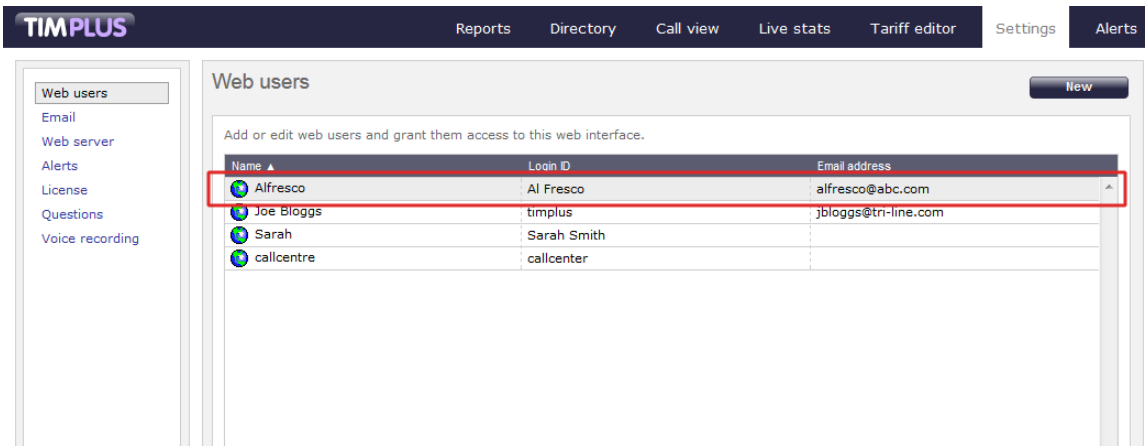 TIMPLUS
Reports Directory Call view Live stats Tariff editor Settings Alerts
Web users
Email
Web server
Alerts
License
Questions
Voice recording
Web users
New
Add or edit web users and grant them access to this web interface.
Name ▲ Login ID Email address
Alfresco Al Fresco alfresco@abc.com
Joe Bloggs timplus jbloggs@tri-line.com
Sarah Sarah Smith
callcentre callcenter